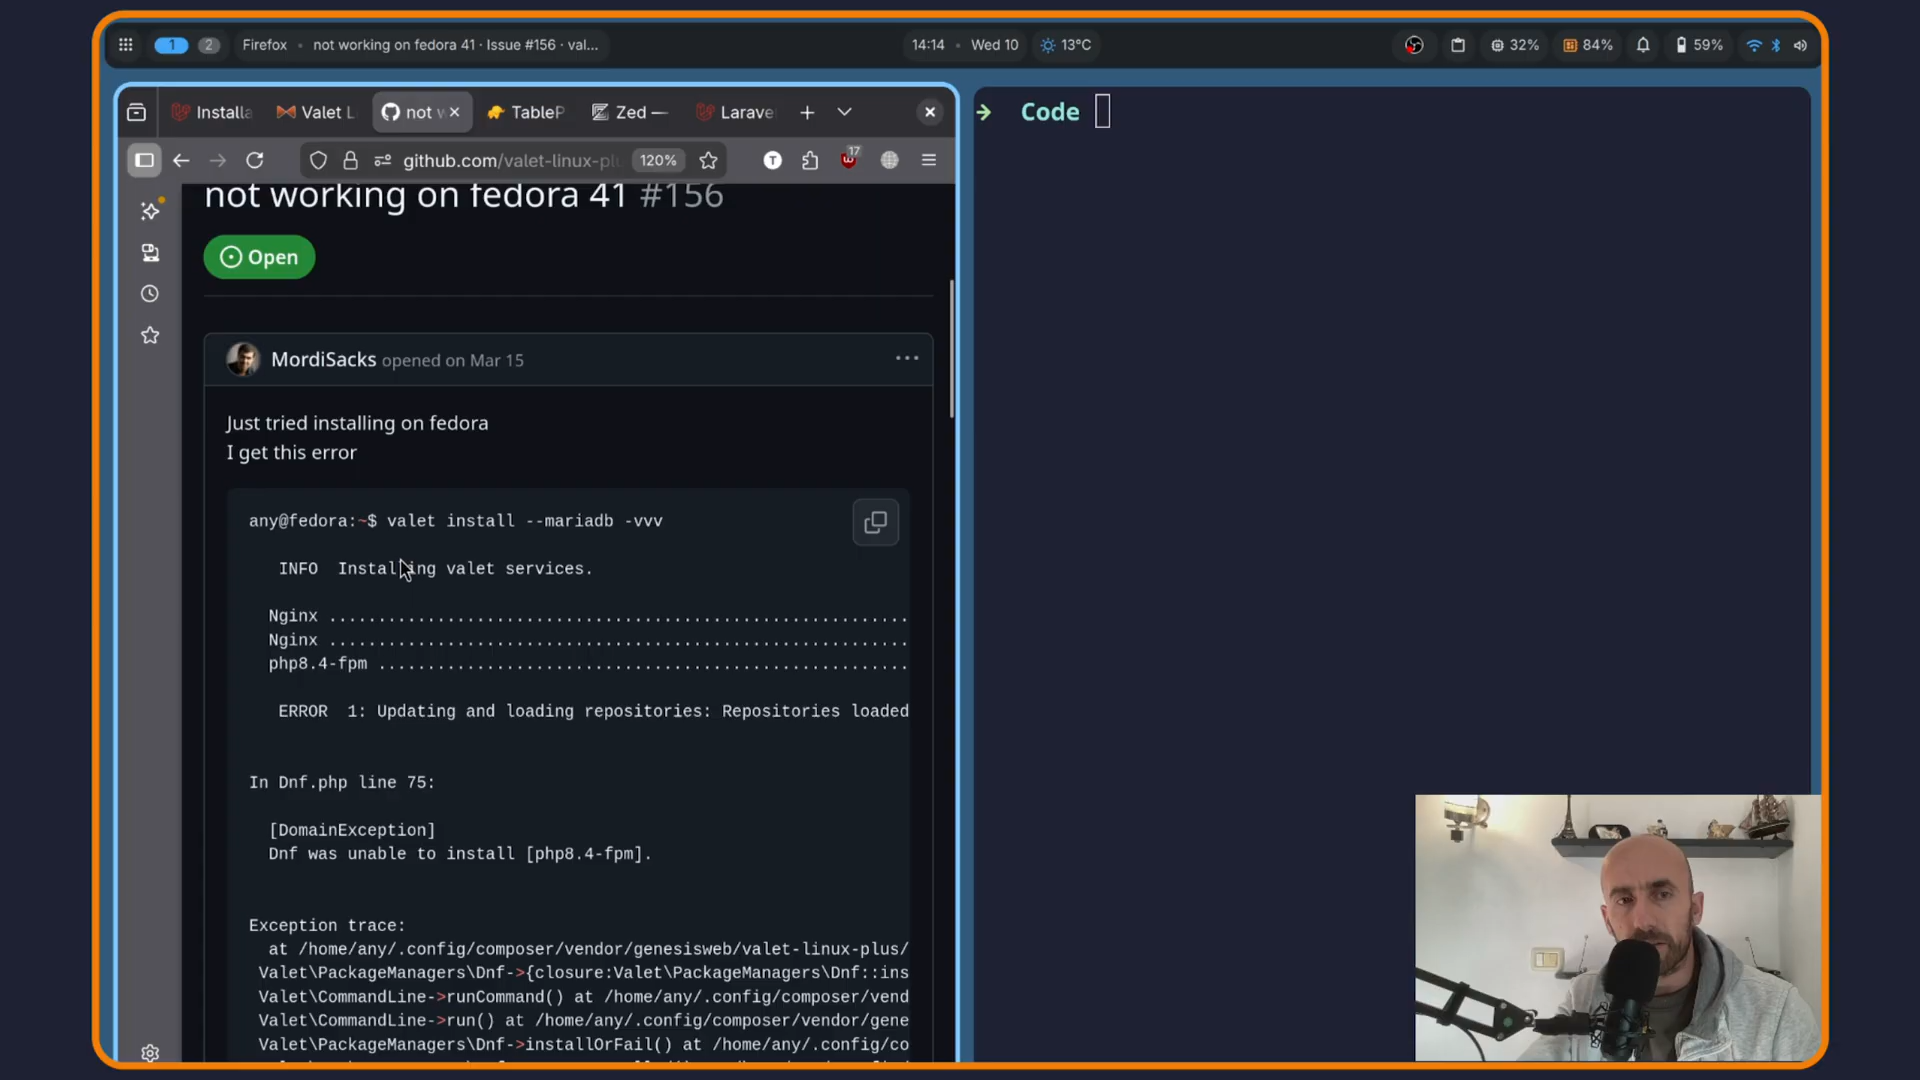 1
2
Firefox • not working on fedora 41 · Issue #156 · val...
14:14 • Wed 10
13°C
32%
84%
59%
Installa
Valet L
not w
TableP
Zed —
Larave
github.com/valet-linux-pl
120%
17
not working on fedora 41 #156
Open
MordiSacks opened on Mar 15
Just tried installing on fedora
I get this error
any@fedora:~$ valet install --mariadb -vvv
INFO  Installing valet services.
Nginx ...........................................................
Nginx ...........................................................
php8.4-fpm ......................................................
ERROR  1: Updating and loading repositories: Repositories loaded
In Dnf.php line 75:
[DomainException]
Dnf was unable to install [php8.4-fpm].
Exception trace:
at /home/any/.config/composer/vendor/genesisweb/valet-linux-plus/
Valet\PackageManagers\Dnf->{closure:Valet\PackageManagers\Dnf::ins
Valet\CommandLine->runCommand() at /home/any/.config/composer/vend
Valet\CommandLine->run() at /home/any/.config/composer/vendor/gene
Valet\PackageManagers\Dnf->installOrFail() at /home/any/.config/co
→ Code